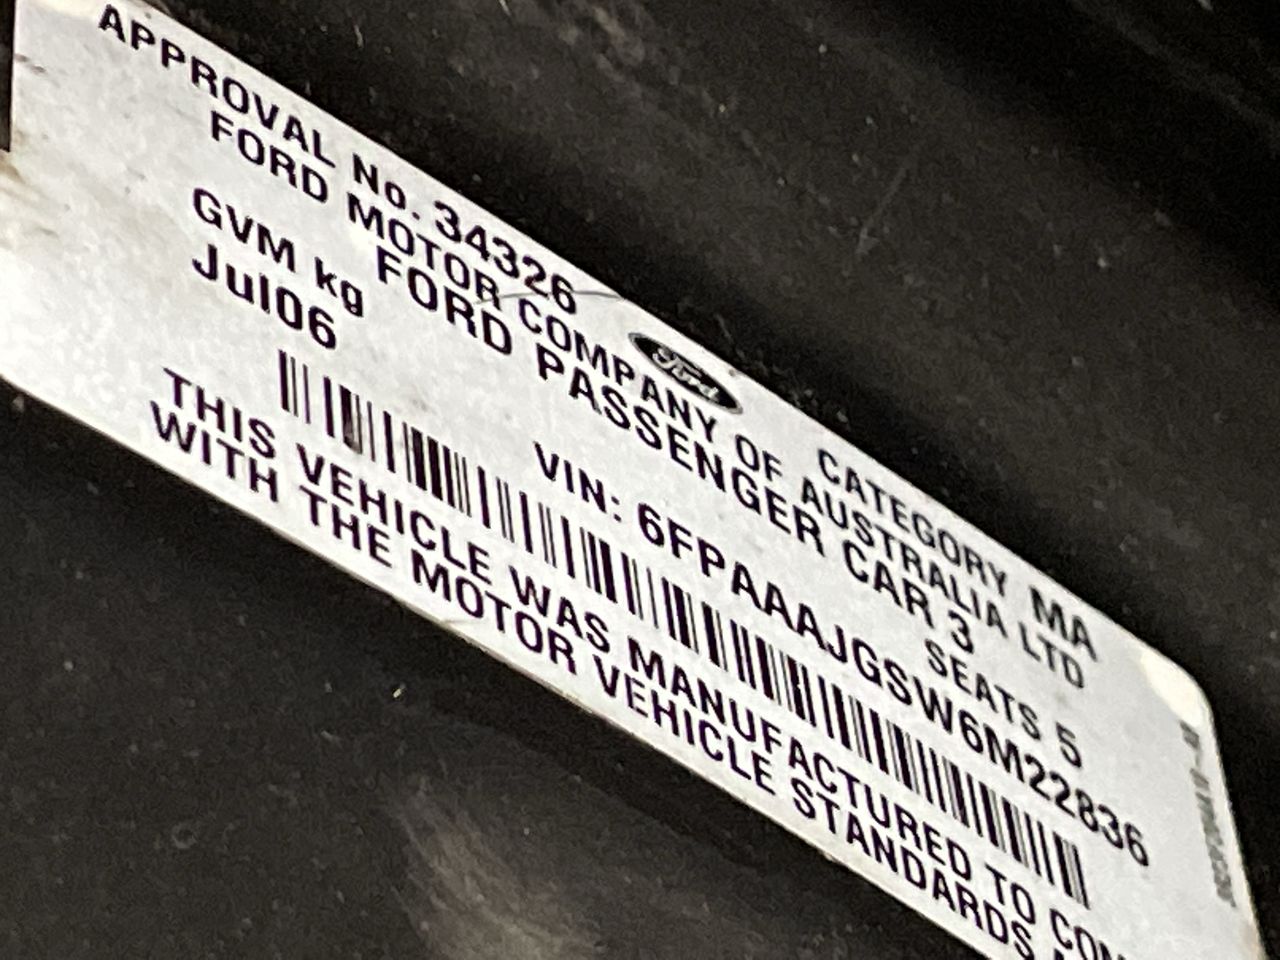 APPROVAL No. 34326 Ford CATEGORY MA
FORD MOTOR COMPANY OF AUSTRALIA LTD
FORD PASSENGER CAR 3
GVM kg SEATS 5
Jul06 VIN: 6FPAAAJGSW6M22836
THIS VEHICLE WAS MANUFACTURED TO
WITH THE MOTOR VEHICLE STANDARDS